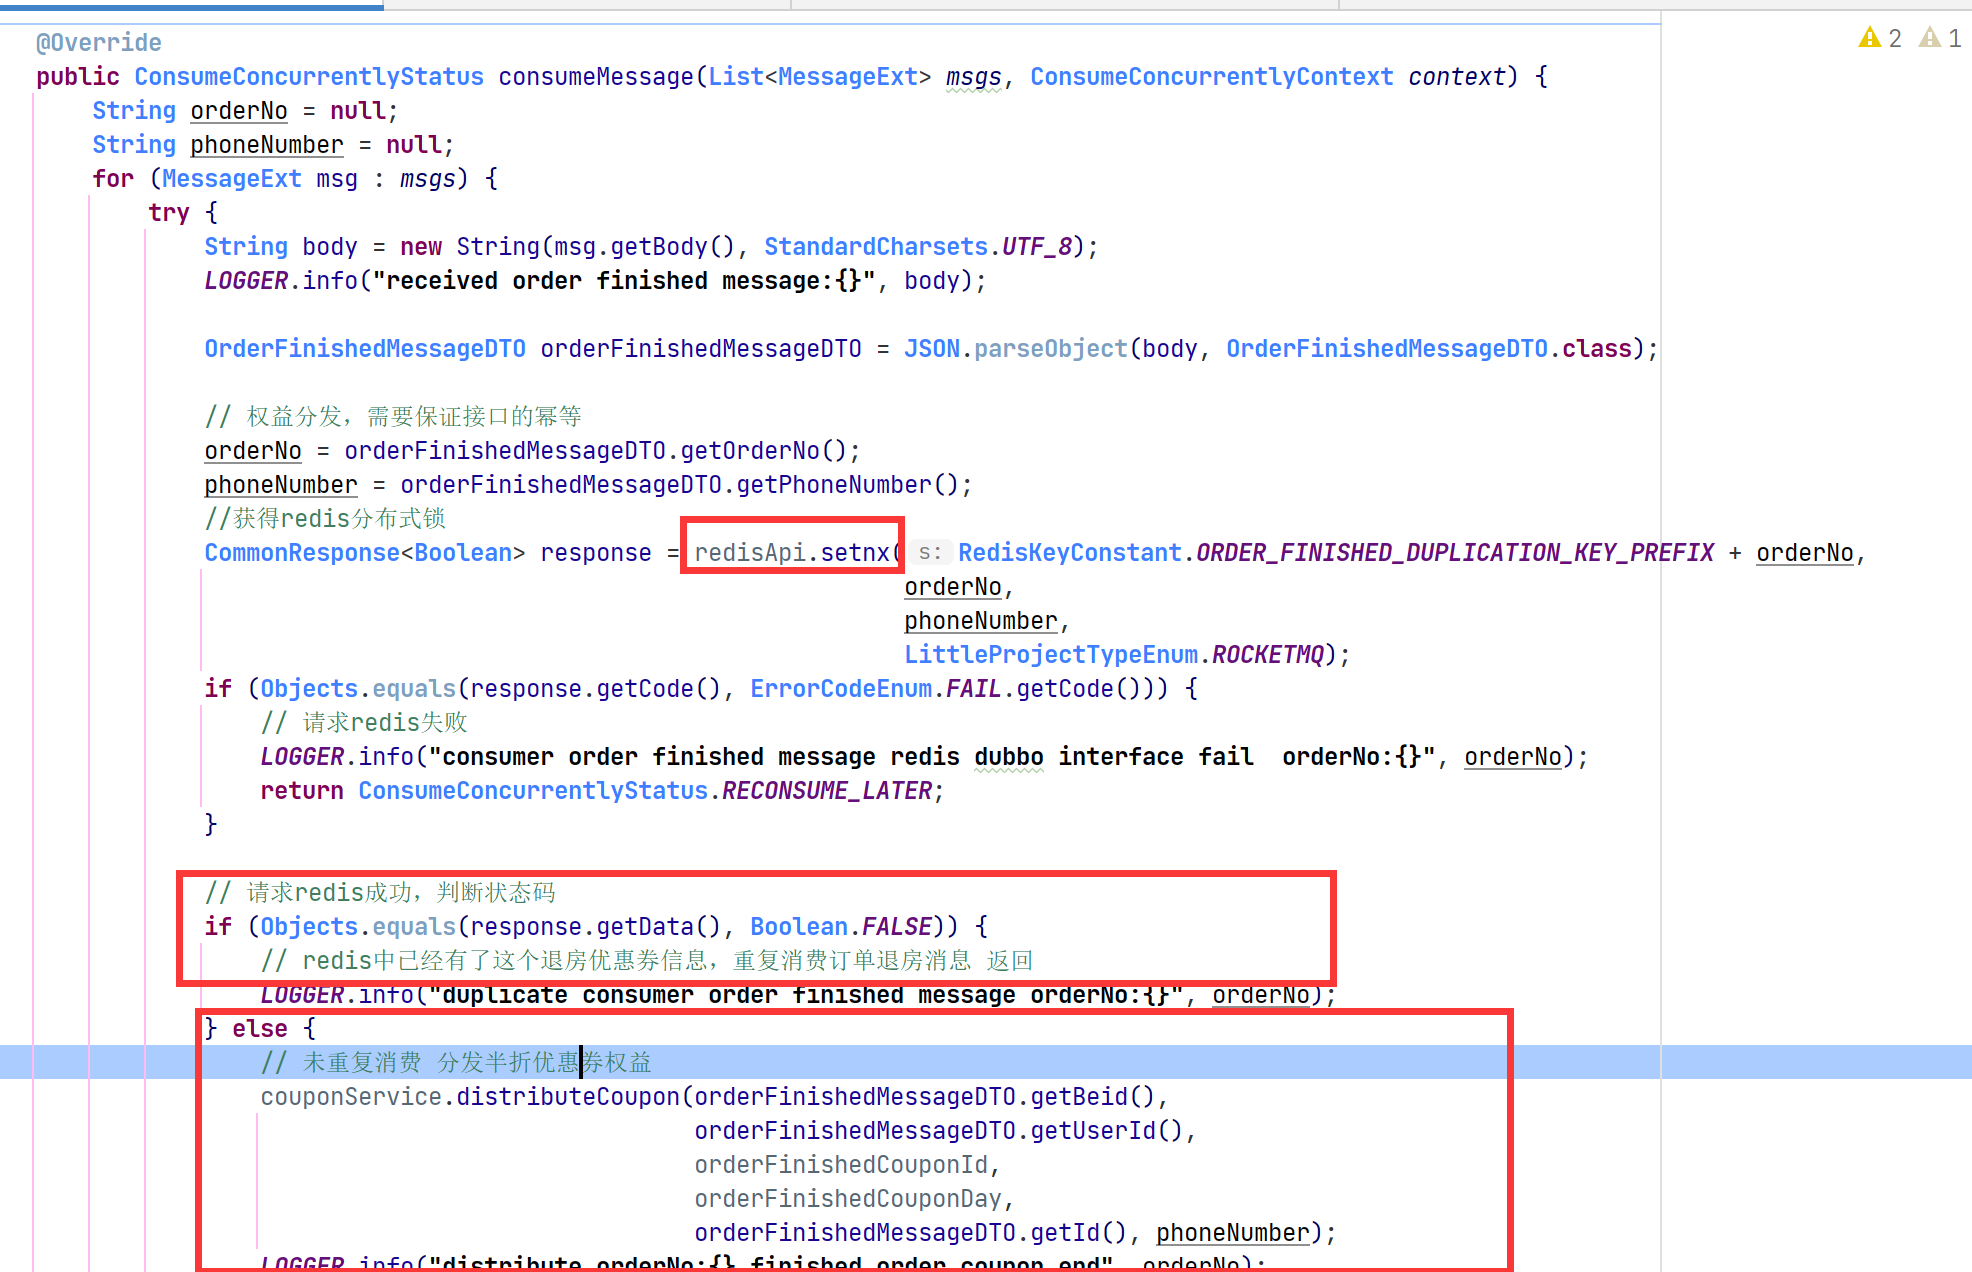 2 1
@Override
public ConsumeConcurrentlyStatus consumeMessage(List<MessageExt> msgs, ConsumeConcurrentlyContext context) {
String orderNo = null;
String phoneNumber = null;
for (MessageExt msg : msgs) {
try {
String body = new String(msg.getBody(), StandardCharsets.UTF_8);
LOGGER.info("received order finished message:{}", body);
OrderFinishedMessageDTO orderFinishedMessageDTO = JSON.parseObject(body, OrderFinishedMessageDTO.class);
// 权益分发，需要保证接口的幂等
orderNo = orderFinishedMessageDTO.getOrderNo();
phoneNumber = orderFinishedMessageDTO.getPhoneNumber();
//获得redis分布式锁
CommonResponse<Boolean> response = redisApi.setnx( s: RedisKeyConstant.ORDER_FINISHED_DUPLICATION_KEY_PREFIX + orderNo,
orderNo,
phoneNumber,
LittleProjectTypeEnum.ROCKETMQ);
if (Objects.equals(response.getCode(), ErrorCodeEnum.FAIL.getCode())) {
// 请求redis失败
LOGGER.info("consumer order finished message redis dubbo interface fail  orderNo:{}", orderNo);
return ConsumeConcurrentlyStatus.RECONSUME_LATER;
}
// 请求redis成功，判断状态码
if (Objects.equals(response.getData(), Boolean.FALSE)) {
// redis中已经有了这个退房优惠券信息，重复消费订单退房消息 返回
LOGGER.info("duplicate consumer order finished message orderNo:{}", orderNo);
} else {
// 未重复消费 分发半折优惠券权益
couponService.distributeCoupon(orderFinishedMessageDTO.getBeid(),
orderFinishedMessageDTO.getUserId(),
orderFinishedCouponId,
orderFinishedCouponDay,
orderFinishedMessageDTO.getId(), phoneNumber);
LOGGER.info("distribute orderNo:{} finished order coupon end", orderNo);